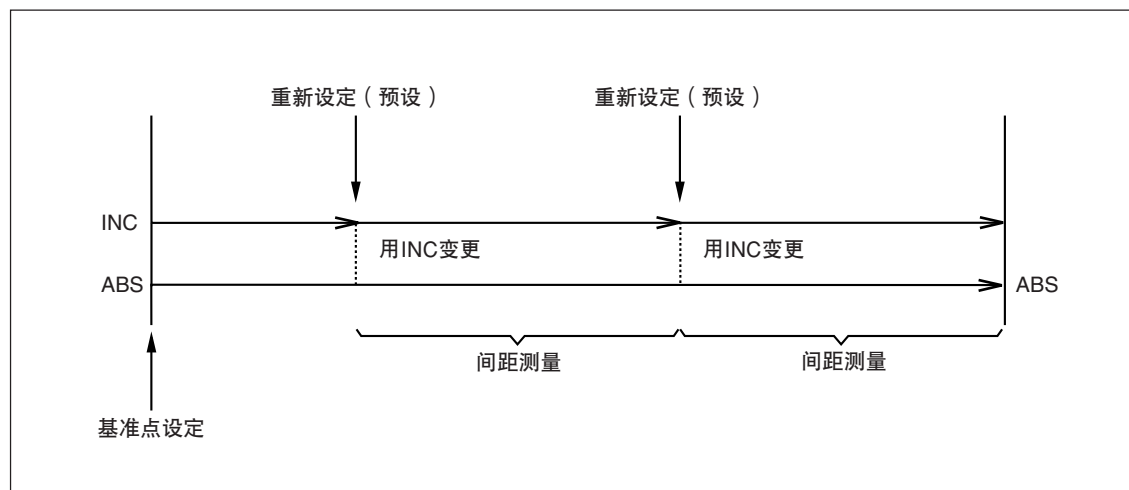 重新设定（预设） 重新设定（预设）
INC
用INC变更 用INC变更
ABS ABS
间距测量 间距测量
基准点设定